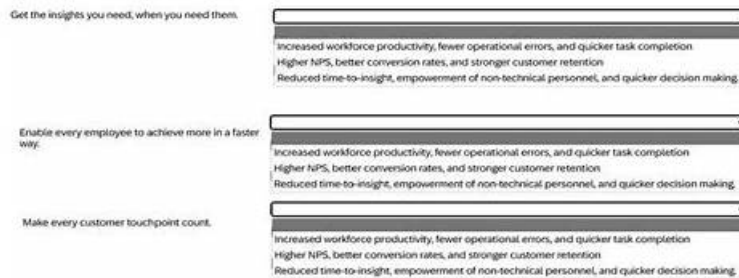 Get the insights you need, when you need them.
Increased workforce productivity, fewer operational errors, and quicker task completion
Higher NPS, better conversion rates, and stronger customer retention
Reduced time-to-insight, empowerment of non-technical personnel, and quicker decision making.
Enable every employee to achieve more in a faster
way.
Increased workforce productivity, fewer operational errors, and quicker task completion
Higher NPS, better conversion rates, and stronger customer retention
Reduced time-to-insight, empowerment of non-technical personnel, and quicker decision making.
Make every customer touchpoint count.
Increased workforce productivity, fewer operational errors, and quicker task completion
Higher NPS, better conversion rates, and stronger customer retention
Reduced time-to-insight, empowerment of non-technical personnel, and quicker decision making.